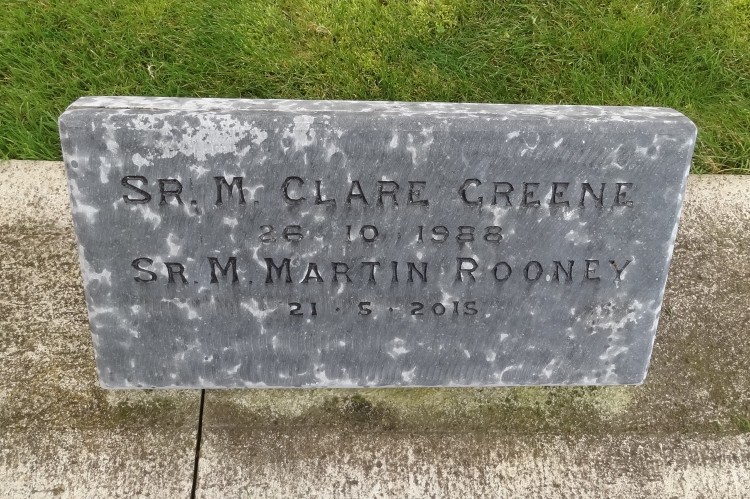 Sr. M. Clare Greene
26 · 10 · 1988
Sr. M. Martin Rooney
21 · 5 · 2015